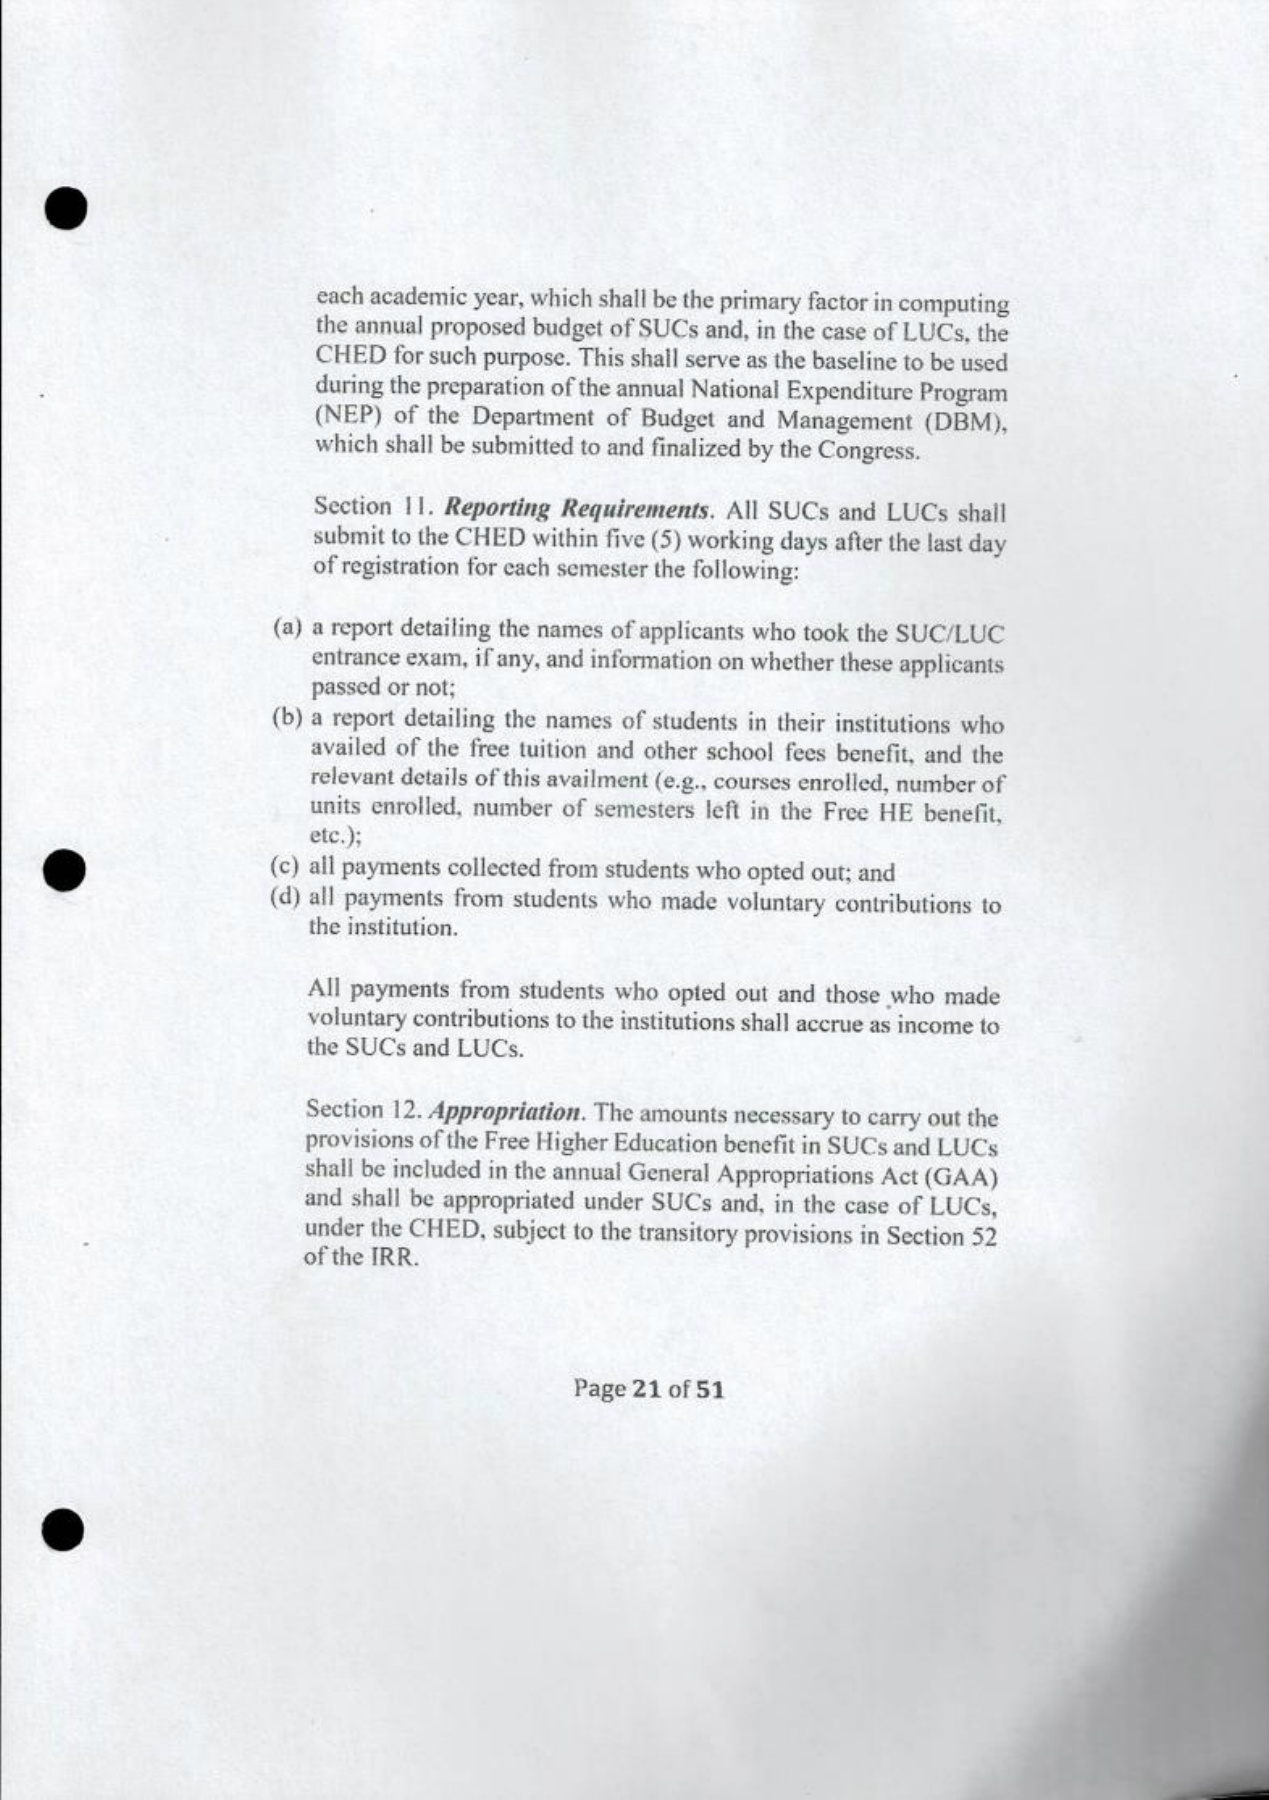 each academic year, which shall be the primary factor in computing
the annual proposed budget of SUCs and, in the case of LUCs, the
CHED for such purpose. This shall serve as the baseline to be used
during the preparation of the annual National Expenditure Program
(NEP) of the Department of Budget and Management (DBM),
which shall be submitted to and finalized by the Congress.
Section 11. Reporting Requirements. All SUCs and LUCs shall
submit to the CHED within five (5) working days after the last day
of registration for each semester the following:
(a) a report detailing the names of applicants who took the SUC/LUC
entrance exam, if any, and information on whether these applicants
passed or not;
(b) a report detailing the names of students in their institutions who
availed of the free tuition and other school fees benefit, and the
relevant details of this availment (e.g., courses enrolled, number of
units enrolled, number of semesters left in the Free HE benefit,
etc.);
(c) all payments collected from students who opted out; and
(d) all payments from students who made voluntary contributions to
the institution.
All payments from students who opted out and those who made
voluntary contributions to the institutions shall accrue as income to
the SUCs and LUCs.
Section 12. Appropriation. The amounts necessary to carry out the
provisions of the Free Higher Education benefit in SUCs and LUCs
shall be included in the annual General Appropriations Act (GAA)
and shall be appropriated under SUCs and, in the case of LUCs,
under the CHED, subject to the transitory provisions in Section 52
of the IRR.
Page 21 of 51